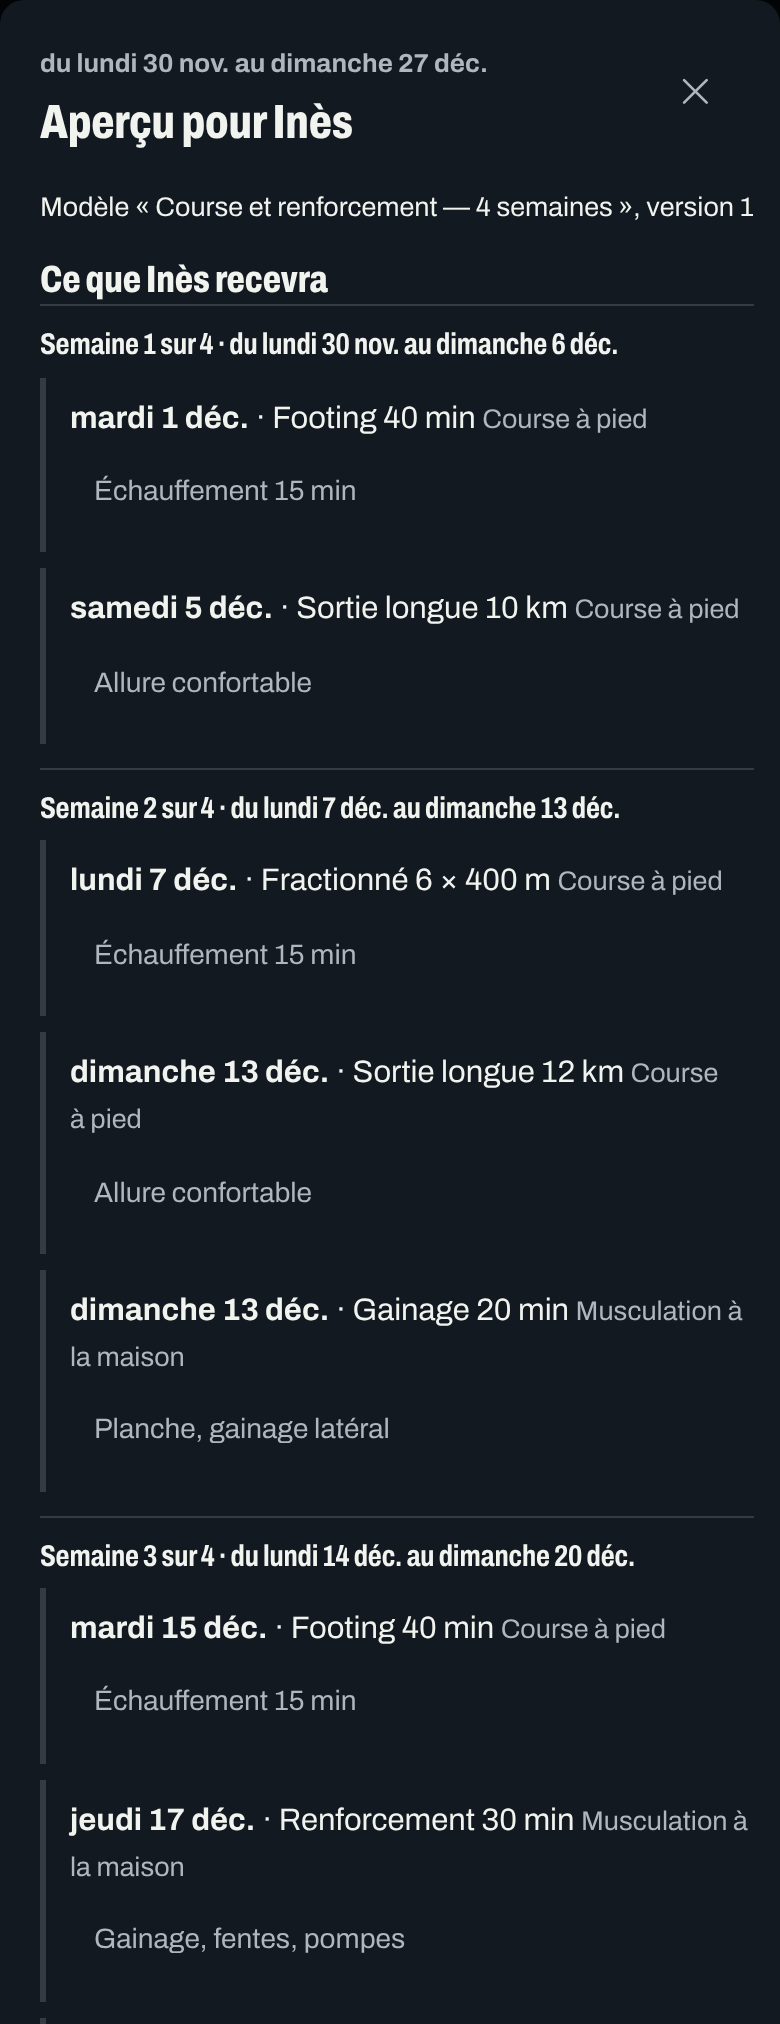 du lundi 30 nov. au dimanche 27 déc.
Aperçu pour Inès
Modèle « Course et renforcement — 4 semaines », version 1
Ce que Inès recevra
Semaine 1 sur 4 · du lundi 30 nov. au dimanche 6 déc.
mardi 1 déc. · Footing 40 min Course à pied
Échauffement 15 min
samedi 5 déc. · Sortie longue 10 km Course à pied
Allure confortable
Semaine 2 sur 4 · du lundi 7 déc. au dimanche 13 déc.
lundi 7 déc. · Fractionné 6 × 400 m Course à pied
Échauffement 15 min
dimanche 13 déc. · Sortie longue 12 km Course
à pied
Allure confortable
dimanche 13 déc. · Gainage 20 min Musculation à
la maison
Planche, gainage latéral
Semaine 3 sur 4 · du lundi 14 déc. au dimanche 20 déc.
mardi 15 déc. · Footing 40 min Course à pied
Échauffement 15 min
jeudi 17 déc. · Renforcement 30 min Musculation à
la maison
Gainage, fentes, pompes